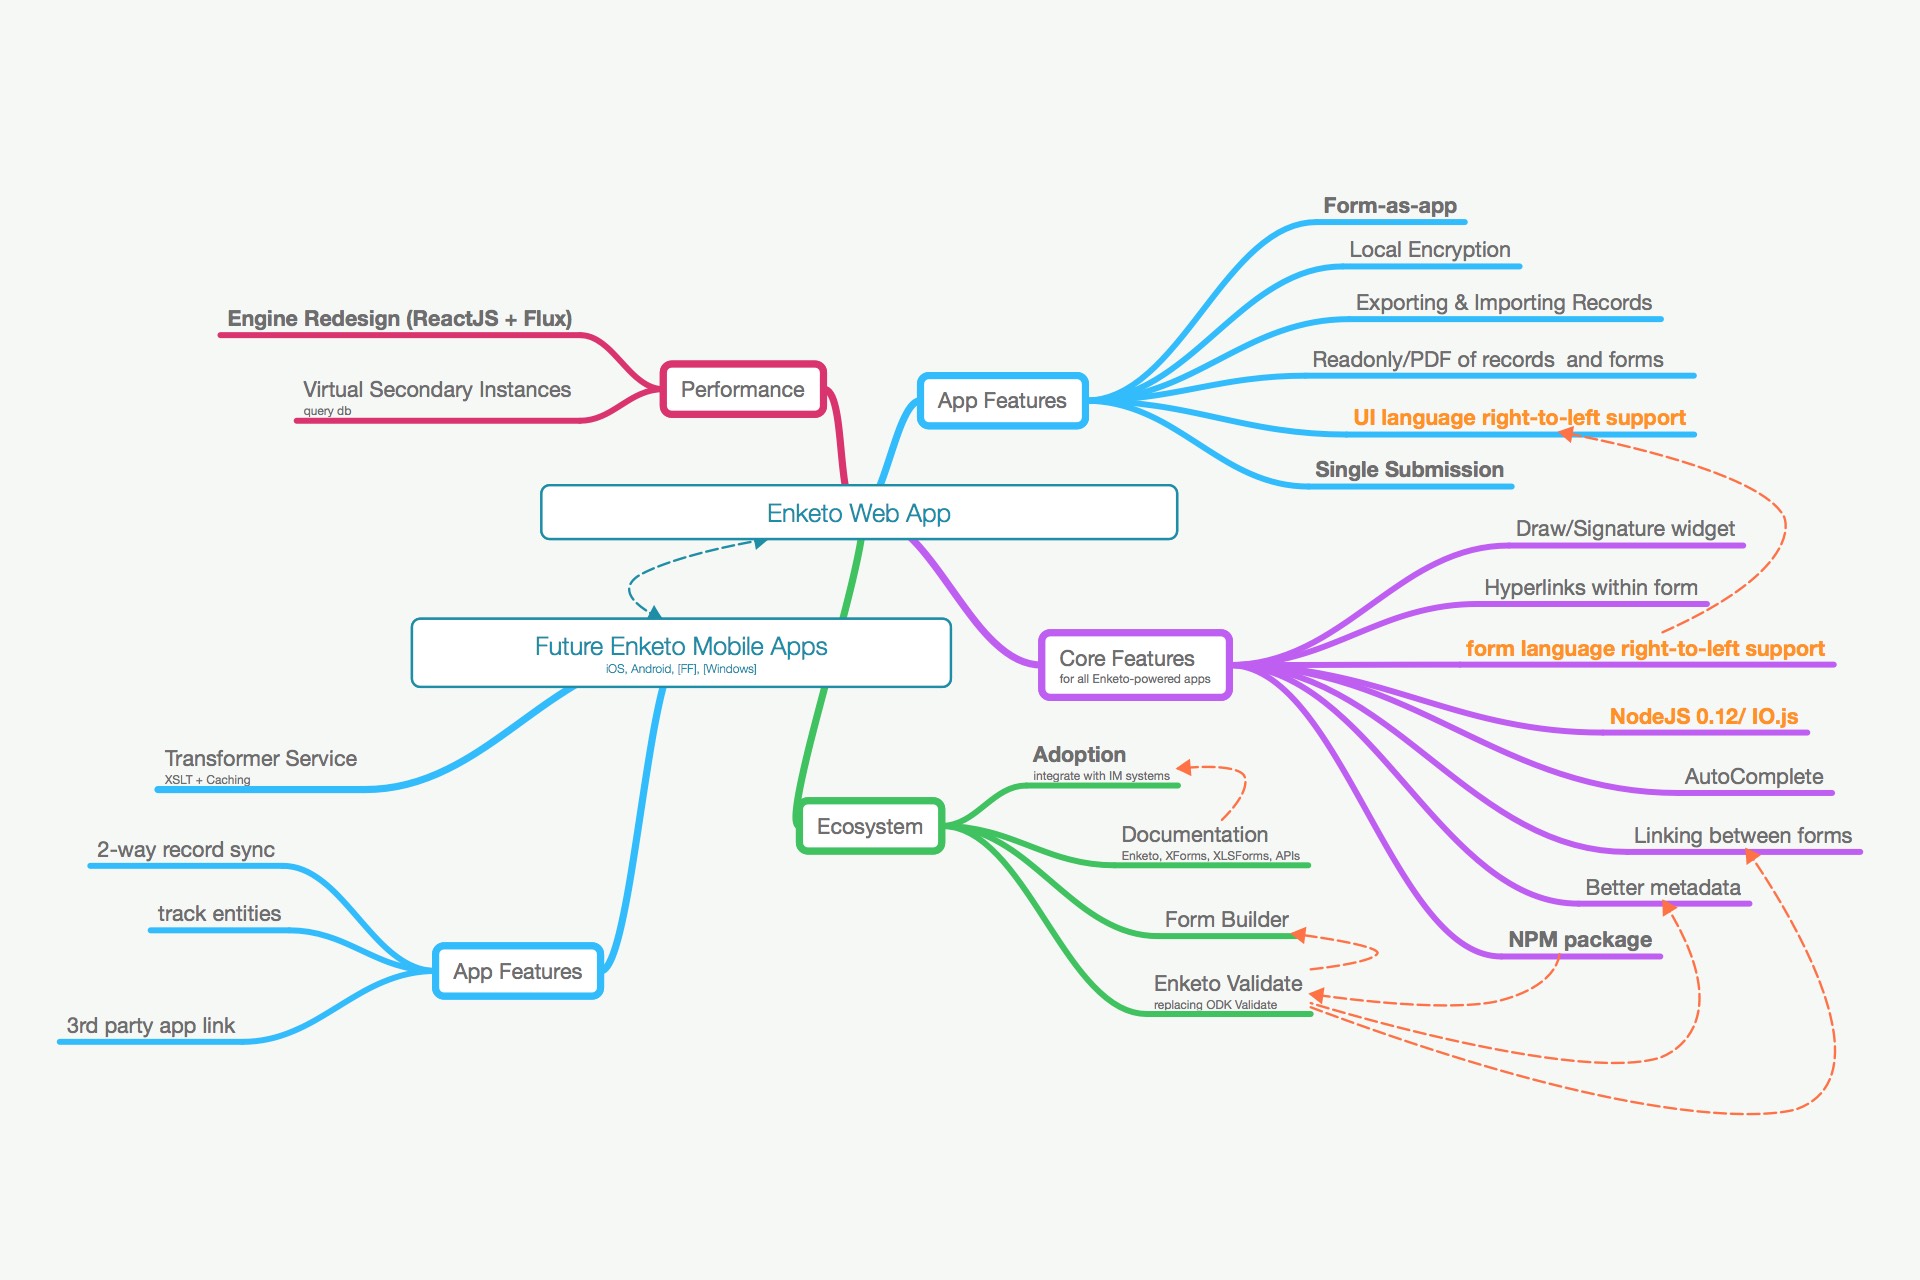 Form-as-app
Local Encryption
Exporting & Importing Records
Readonly/PDF of records and forms
UI language right-to-left support
Single Submission
App Features
Engine Redesign (ReactJS + Flux)
Virtual Secondary Instances
query db
Performance
Enketo Web App
Future Enketo Mobile Apps
iOS, Android, [FF], [Windows]
Draw/Signature widget
Hyperlinks within form
form language right-to-left support
NodeJS 0.12/ IO.js
AutoComplete
Linking between forms
Better metadata
NPM package
Core Features
for all Enketo-powered apps
Transformer Service
XSLT + Caching
2-way record sync
track entities
3rd party app link
App Features
Ecosystem
Adoption
integrate with IM systems
Documentation
Enketo, XForms, XLSForms, APIs
Form Builder
Enketo Validate
replacing ODK Validate